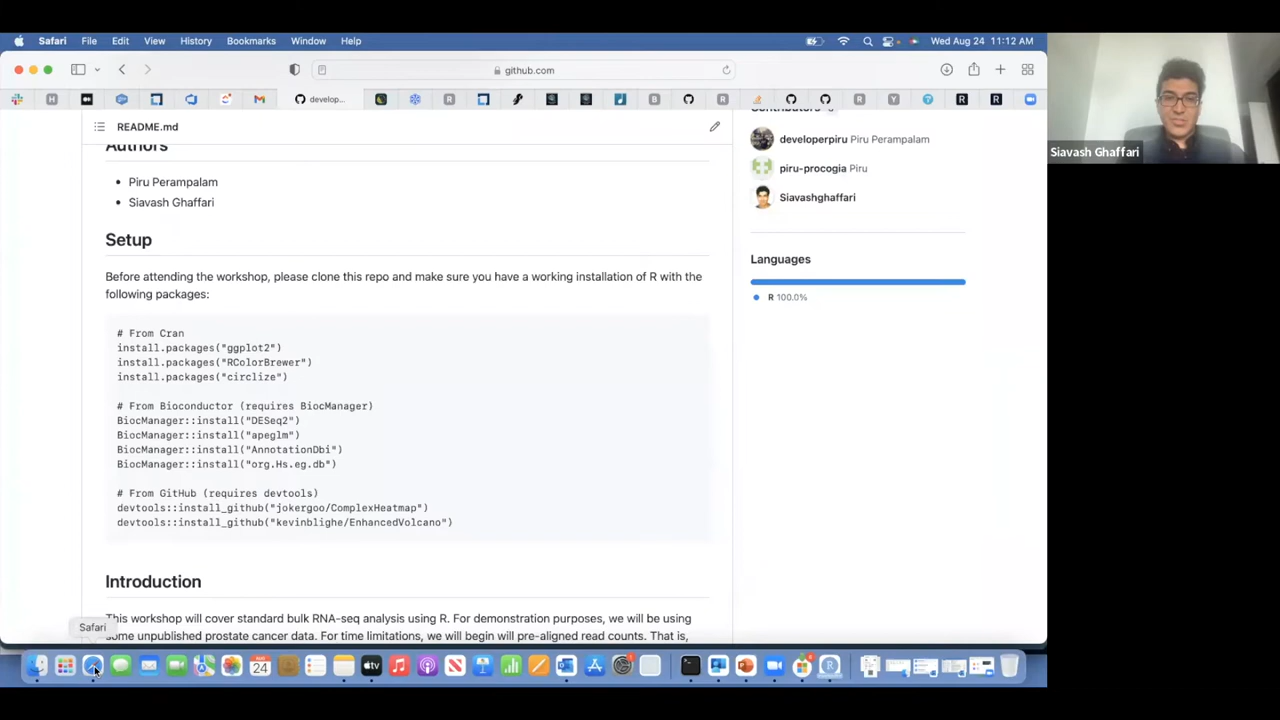 Safari File Edit View History Bookmarks Window Help
Wed Aug 24 11:12 AM
github.com
develop...
README.md
Authors
Piru Perampalam
Siavash Ghaffari
Setup
Before attending the workshop, please clone this repo and make sure you have a working installation of R with the
following packages:
# From Cran
install.packages("ggplot2")
install.packages("RColorBrewer")
install.packages("circlize")
# From Bioconductor (requires BiocManager)
BiocManager::install("DESeq2")
BiocManager::install("apeglm")
BiocManager::install("AnnotationDbi")
BiocManager::install("org.Hs.eg.db")
# From GitHub (requires devtools)
devtools::install_github("jokergoo/ComplexHeatmap")
devtools::install_github("kevinblighe/EnhancedVolcano")
Introduction
This workshop will cover standard bulk RNA-seq analysis using R. For demonstration purposes, we will be using
some unpublished prostate cancer data. For time limitations, we will begin will pre-aligned read counts. That is,
Contributors 3
developerpiru Piru Perampalam
piru-procogia Piru
Siavashghaffari
Languages
R 100.0%
Safari
Siavash Ghaffari